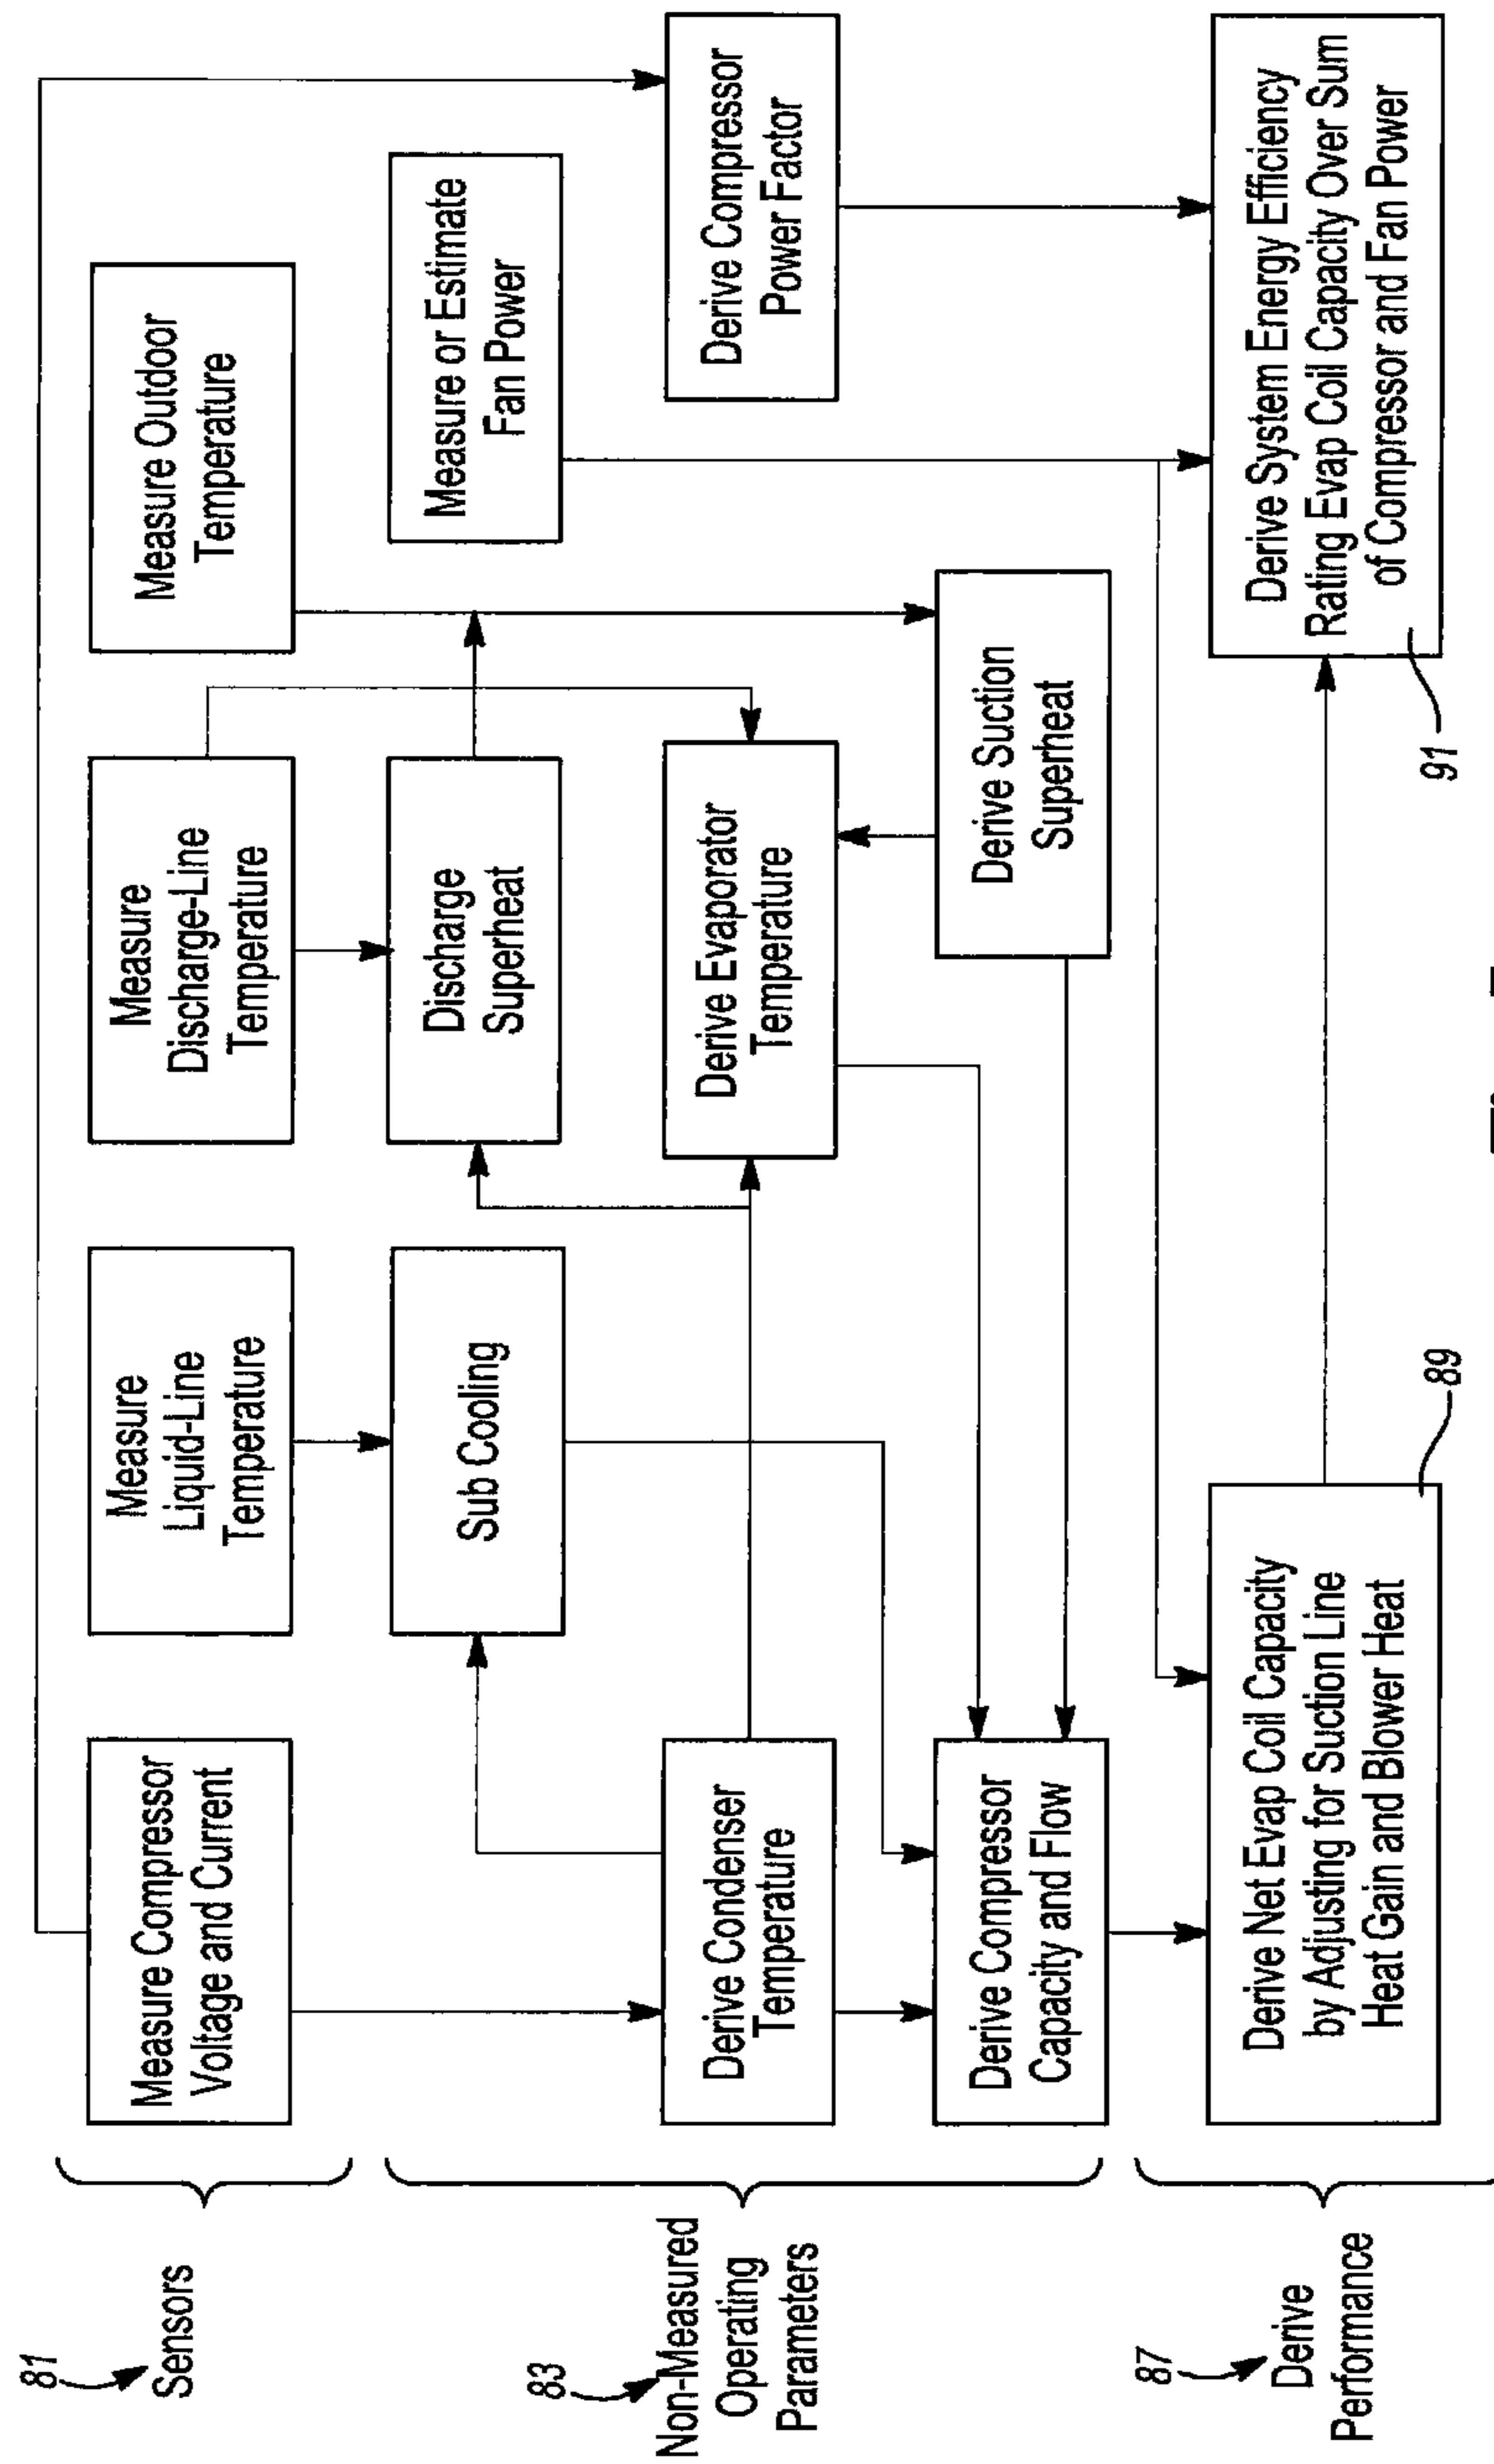 81
Sensors
Measure Compressor
Voltage and Current
Measure
Liquid-Line
Temperature
Measure
Discharge-Line
Temperature
Measure Outdoor
Temperature
83
Non-Measured
Operating
Parameters
Sub Cooling
Discharge
Superheat
Measure or Estimate
Fan Power
Derive Condenser
Temperature
Derive Evaporator
Temperature
Derive Compressor
Power Factor
Derive Compressor
Capacity and Flow
Derive Suction
Superheat
87
Derive
Performance
Derive Net Evap Coil Capacity
by Adjusting for Suction Line
Heat Gain and Blower Heat
89
Derive System Energy Efficiency
Rating Evap Coil Capacity Over Sum
of Compressor and Fan Power
91